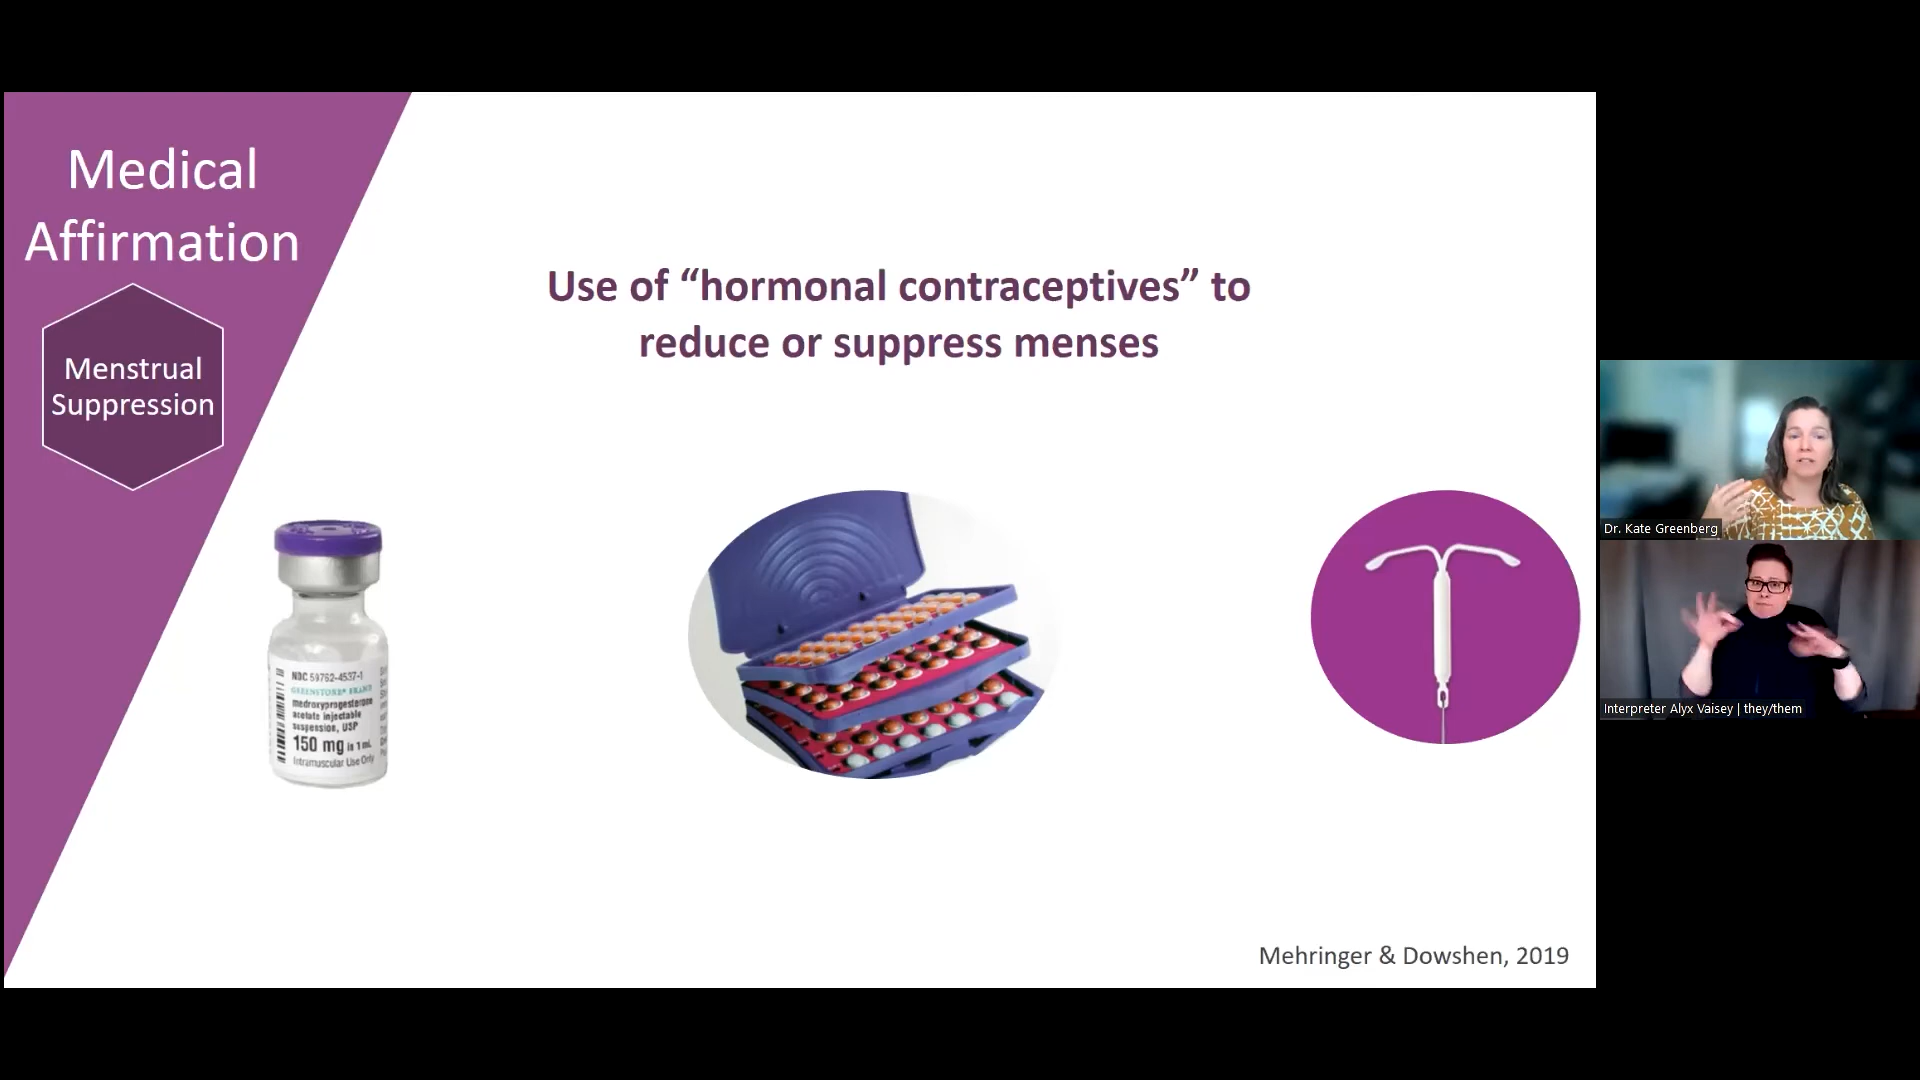 Medical
Affirmation
Menstrual
Suppression
Use of “hormonal contraceptives” to
reduce or suppress menses
NDC 59762-4537-1
GREENSTONE® BRAND
medroxyprogesterone
acetate injectable
suspension, USP
150 mg in 1 mL
Intramuscular Use Only
Mehringer & Dowshen, 2019
Dr. Kate Greenberg
Interpreter Alyx Vaisey | they/them